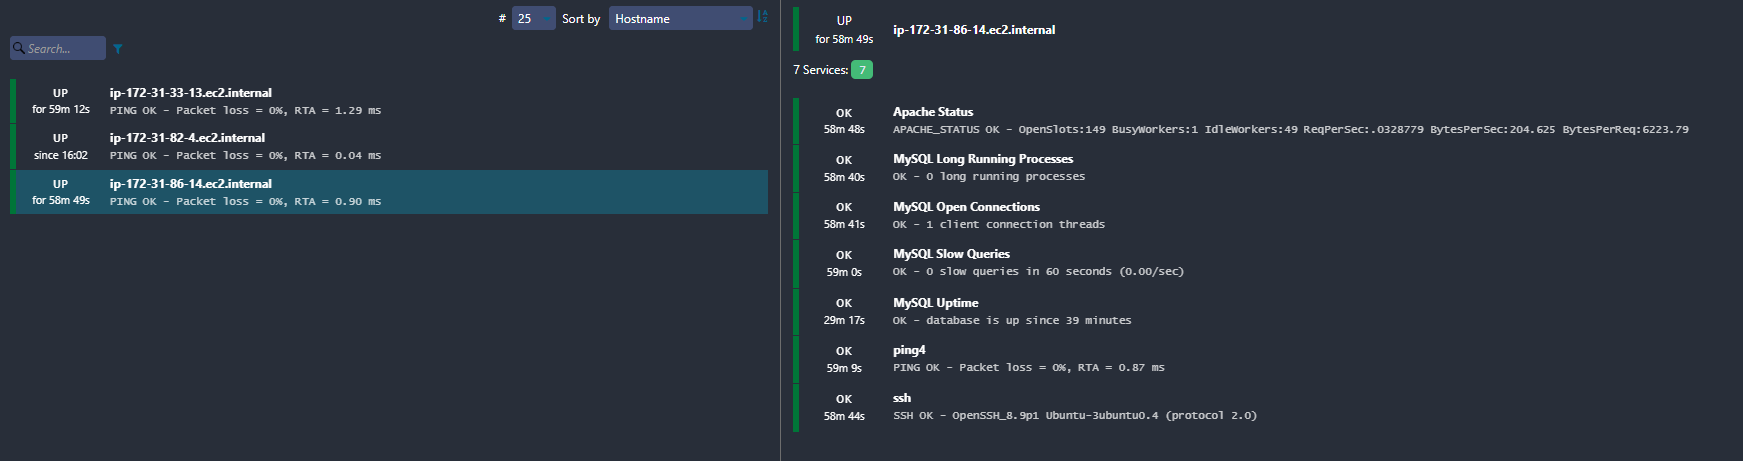 # 25 Sort by Hostname
Search...
UP
for 59m 12s
ip-172-31-33-13.ec2.internal
PING OK - Packet loss = 0%, RTA = 1.29 ms
UP
since 16:02
ip-172-31-82-4.ec2.internal
PING OK - Packet loss = 0%, RTA = 0.04 ms
UP
for 58m 49s
ip-172-31-86-14.ec2.internal
PING OK - Packet loss = 0%, RTA = 0.90 ms
UP
for 58m 49s
ip-172-31-86-14.ec2.internal
7 Services: 7
OK
58m 48s
Apache Status
APACHE_STATUS OK - OpenSlots:149 BusyWorkers:1 IdleWorkers:49 ReqPerSec:.0328779 BytesPerSec:204.625 BytesPerReq:6223.79
OK
58m 40s
MySQL Long Running Processes
OK - 0 long running processes
OK
58m 41s
MySQL Open Connections
OK - 1 client connection threads
OK
59m 0s
MySQL Slow Queries
OK - 0 slow queries in 60 seconds (0.00/sec)
OK
29m 17s
MySQL Uptime
OK - database is up since 39 minutes
OK
59m 9s
ping4
PING OK - Packet loss = 0%, RTA = 0.87 ms
OK
58m 44s
ssh
SSH OK - OpenSSH_8.9p1 Ubuntu-3ubuntu0.4 (protocol 2.0)